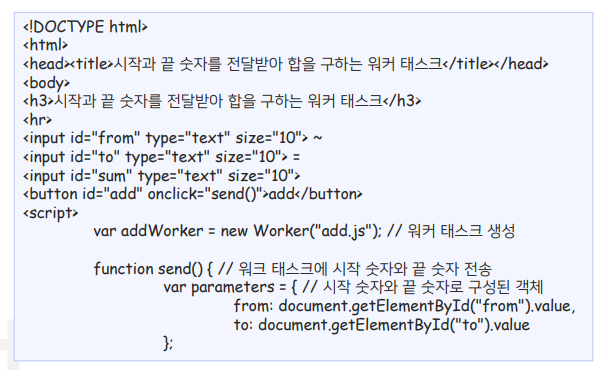 <!DOCTYPE html>
<html>
<head><title>시작과 끝 숫자를 전달받아 합을 구하는 워커 태스크</title></head>
<body>
<h3>시작과 끝 숫자를 전달받아 합을 구하는 워커 태스크</h3>
<hr>
<input id="from" type="text" size="10"> ~
<input id="to" type="text" size="10"> =
<input id="sum" type="text" size="10">
<button id="add" onclick="send()">add</button>
<script>
var addWorker = new Worker("add.js"); // 워커 태스크 생성
function send() { // 워크 태스크에 시작 숫자와 끝 숫자 전송
var parameters = { // 시작 숫자와 끝 숫자로 구성된 객체
from: document.getElementById("from").value,
to: document.getElementById("to").value
};